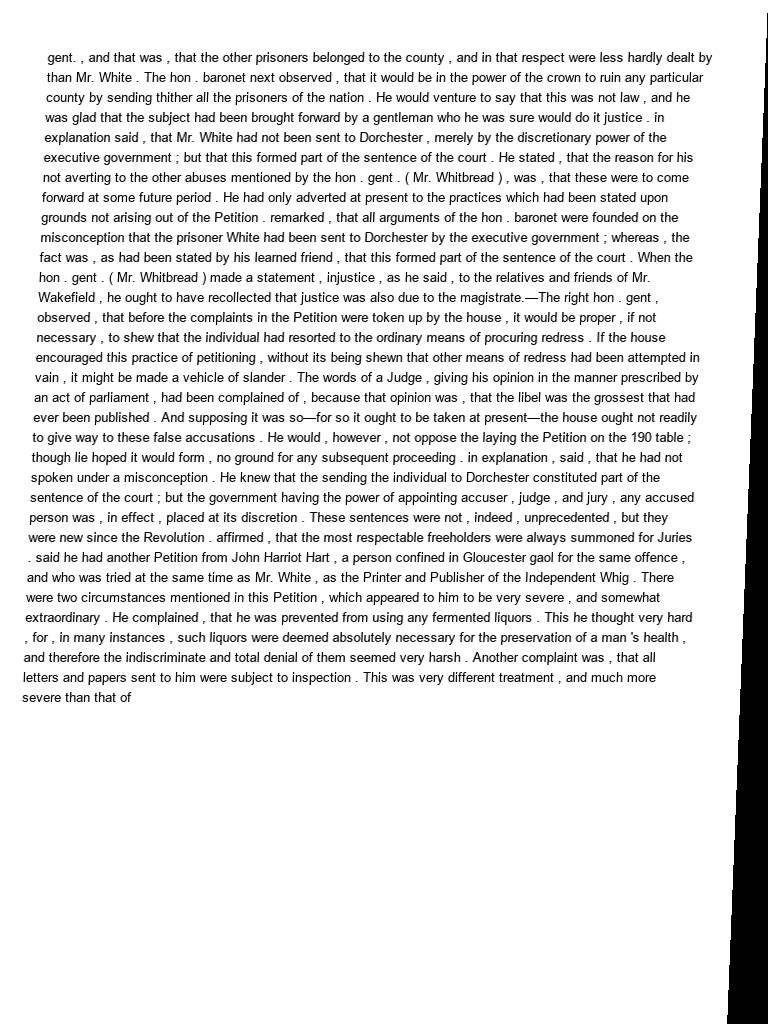 gent. , and that was , that the other prisoners belonged to the county , and in that respect were less hardly dealt by
than Mr. White . The hon . baronet next observed , that it would be in the power of the crown to ruin any particular
county by sending thither all the prisoners of the nation . He would venture to say that this was not law , and he
was glad that the subject had been brought forward by a gentleman who he was sure would do it justice . in
explanation said , that Mr. White had not been sent to Dorchester , merely by the discretionary power of the
executive government ; but that this formed part of the sentence of the court . He stated , that the reason for his
not averting to the other abuses mentioned by the hon . gent . ( Mr. Whitbread ) , was , that these were to come
forward at some future period . He had only adverted at present to the practices which had been stated upon
grounds not arising out of the Petition . remarked , that all arguments of the hon . baronet were founded on the
misconception that the prisoner White had been sent to Dorchester by the executive government ; whereas , the
fact was , as had been stated by his learned friend , that this formed part of the sentence of the court . When the
hon . gent . ( Mr. Whitbread ) made a statement , injustice , as he said , to the relatives and friends of Mr.
Wakefield , he ought to have recollected that justice was also due to the magistrate.—The right hon . gent ,
observed , that before the complaints in the Petition were token up by the house , it would be proper , if not
necessary , to shew that the individual had resorted to the ordinary means of procuring redress . If the house
encouraged this practice of petitioning , without its being shewn that other means of redress had been attempted in
vain , it might be made a vehicle of slander . The words of a Judge , giving his opinion in the manner prescribed by
an act of parliament , had been complained of , because that opinion was , that the libel was the grossest that had
ever been published . And supposing it was so—for so it ought to be taken at present—the house ought not readily
to give way to these false accusations . He would , however , not oppose the laying the Petition on the 190 table ;
though lie hoped it would form , no ground for any subsequent proceeding . in explanation , said , that he had not
spoken under a misconception . He knew that the sending the individual to Dorchester constituted part of the
sentence of the court ; but the government having the power of appointing accuser , judge , and jury , any accused
person was , in effect , placed at its discretion . These sentences were not , indeed , unprecedented , but they
were new since the Revolution . affirmed , that the most respectable freeholders were always summoned for Juries
. said he had another Petition from John Harriot Hart , a person confined in Gloucester gaol for the same offence ,
and who was tried at the same time as Mr. White , as the Printer and Publisher of the Independent Whig . There
were two circumstances mentioned in this Petition , which appeared to him to be very severe , and somewhat
extraordinary . He complained , that he was prevented from using any fermented liquors . This he thought very hard
, for , in many instances , such liquors were deemed absolutely necessary for the preservation of a man 's health ,
and therefore the indiscriminate and total denial of them seemed very harsh . Another complaint was , that all
letters and papers sent to him were subject to inspection . This was very different treatment , and much more
severe than that of